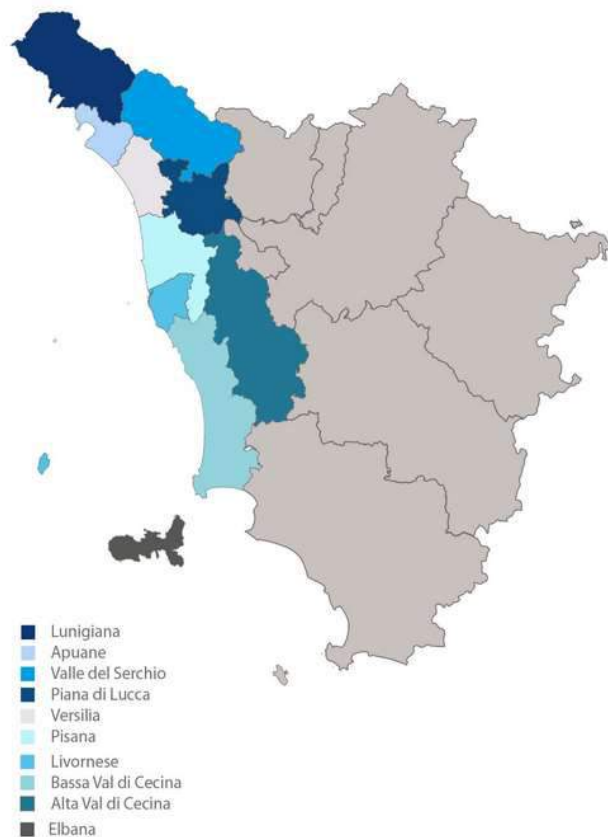 Lunigiana
Apuane
Valle del Serchio
Piana di Lucca
Versilia
Pisana
Livornese
Bassa Val di Cecina
Alta Val di Cecina
Elbana